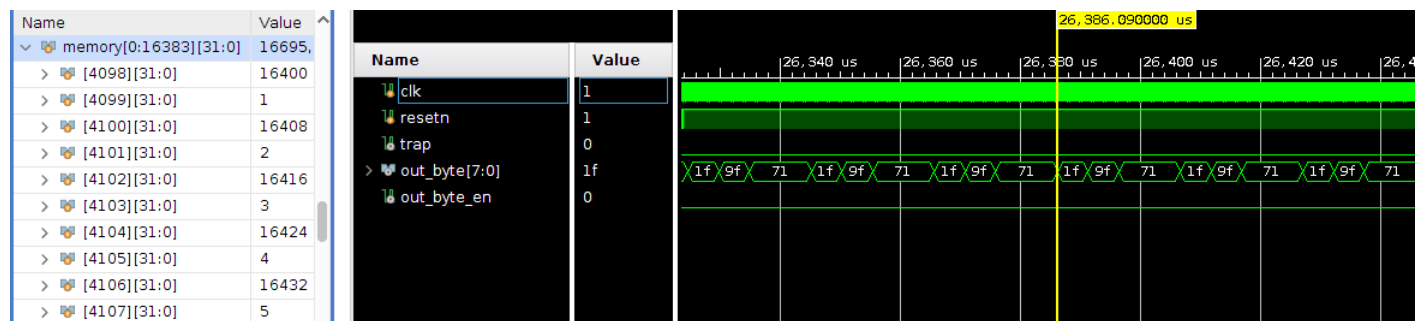 Name Value
memory[0:16383][31:0] 16695,
[4098][31:0] 16400
[4099][31:0] 1
[4100][31:0] 16408
[4101][31:0] 2
[4102][31:0] 16416
[4103][31:0] 3
[4104][31:0] 16424
[4105][31:0] 4
[4106][31:0] 16432
[4107][31:0] 5
Name Value
clk 1
resetn 1
trap 0
out_byte[7:0] 1f
out_byte_en 0
26,386.090000 us
26,340 us 26,360 us 26,380 us 26,400 us 26,420 us 26,4
1f 9f 71 1f 9f 71 1f 9f 71 1f 9f 71 1f 9f 71 1f 9f 71